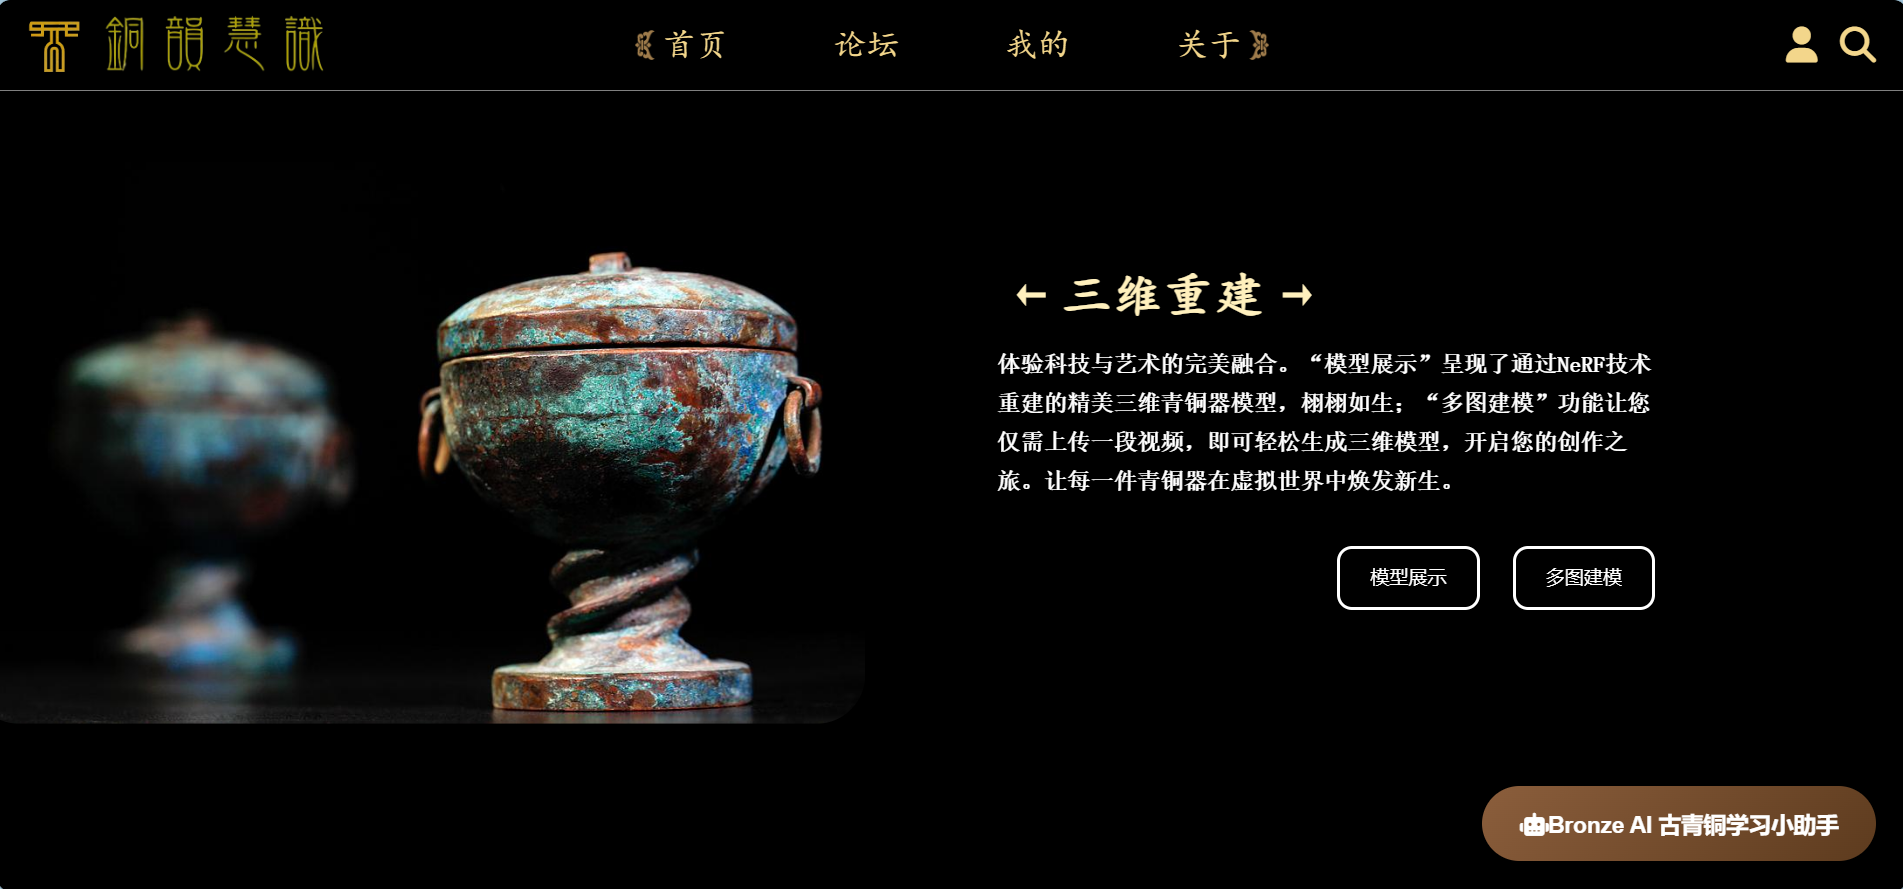 銅韻慧識
首页 论坛 我的 关于
←三维重建→
体验科技与艺术的完美融合。“模型展示”呈现了通过NeRF技术
重建的精美三维青铜器模型，栩栩如生；“多图建模”功能让您
仅需上传一段视频，即可轻松生成三维模型，开启您的创作之
旅。让每一件青铜器在虚拟世界中焕发新生。
模型展示 多图建模
Bronze AI 古青铜学习小助手